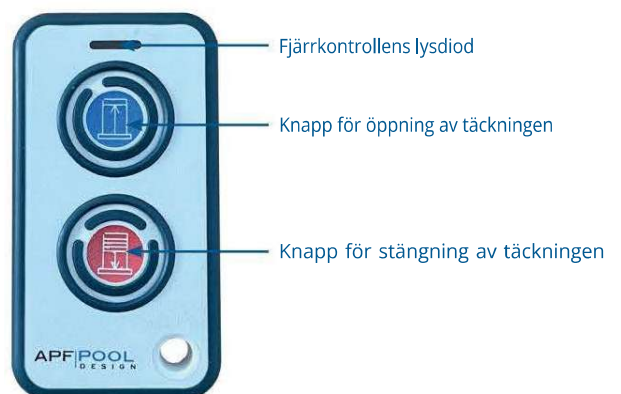 Fjärrkontrollens lysdiod
Knapp för öppning av täckningen
Knapp för stängning av täckningen
APF|POOL
DESIGN